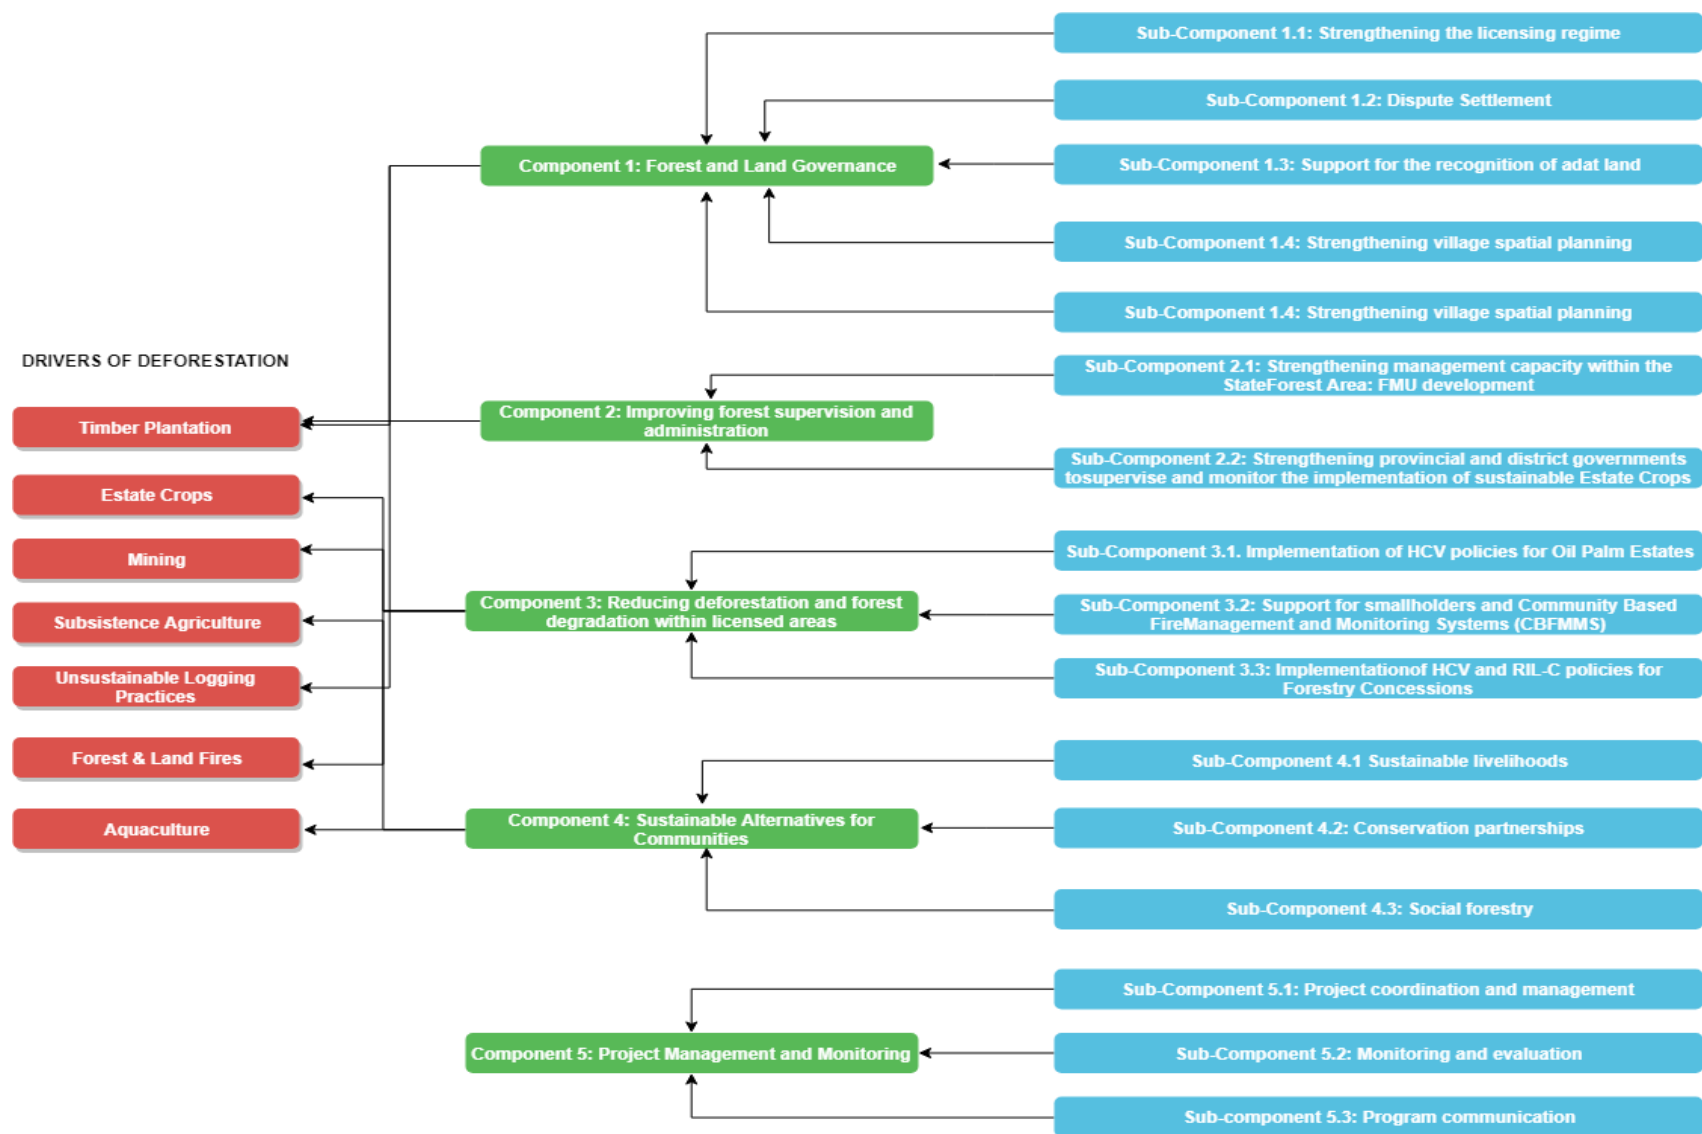 DRIVERS OF DEFORESTATION
Timber Plantation
Estate Crops
Mining
Subsistence Agriculture
Unsustainable Logging
Practices
Forest & Land Fires
Aquaculture
Component 1: Forest and Land Governance
Component 2: Improving forest supervision and
administration
Component 3: Reducing deforestation and forest
degradation within licensed areas
Component 4: Sustainable Alternatives for
Communities
Component 5: Project Management and Monitoring
Sub-Component 1.1: Strengthening the licensing regime
Sub-Component 1.2: Dispute Settlement
Sub-Component 1.3: Support for the recognition of adat land
Sub-Component 1.4: Strengthening village spatial planning
Sub-Component 1.4: Strengthening village spatial planning
Sub-Component 2.1: Strengthening management capacity within the
StateForest Area: FMU development
Sub-Component 2.2: Strengthening provincial and district governments
tosupervise and monitor the implementation of sustainable Estate Crops
Sub-Component 3.1. Implementation of HCV policies for Oil Palm Estates
Sub-Component 3.2: Support for smallholders and Community Based
FireManagement and Monitoring Systems (CBFMMS)
Sub-Component 3.3: Implementationof HCV and RIL-C policies for
Forestry Concessions
Sub-Component 4.1 Sustainable livelihoods
Sub-Component 4.2: Conservation partnerships
Sub-Component 4.3: Social forestry
Sub-Component 5.1: Project coordination and management
Sub-Component 5.2: Monitoring and evaluation
Sub-component 5.3: Program communication